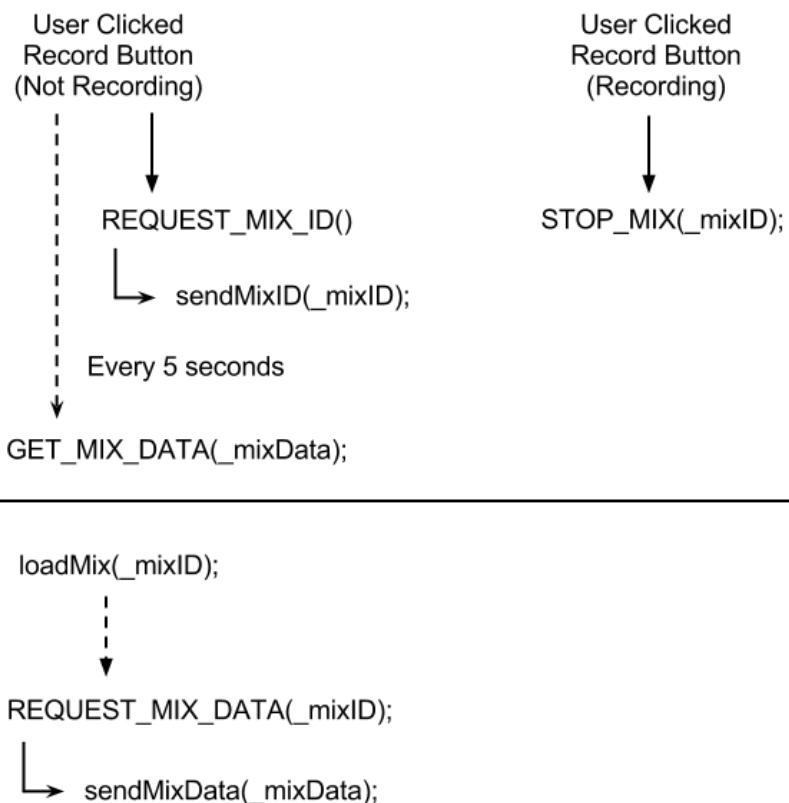 User Clicked
Record Button
(Not Recording)
User Clicked
Record Button
(Recording)
REQUEST_MIX_ID()
STOP_MIX(_mixID);
sendMixID(_mixID);
Every 5 seconds
GET_MIX_DATA(_mixData);
loadMix(_mixID);
REQUEST_MIX_DATA(_mixID);
sendMixData(_mixData);